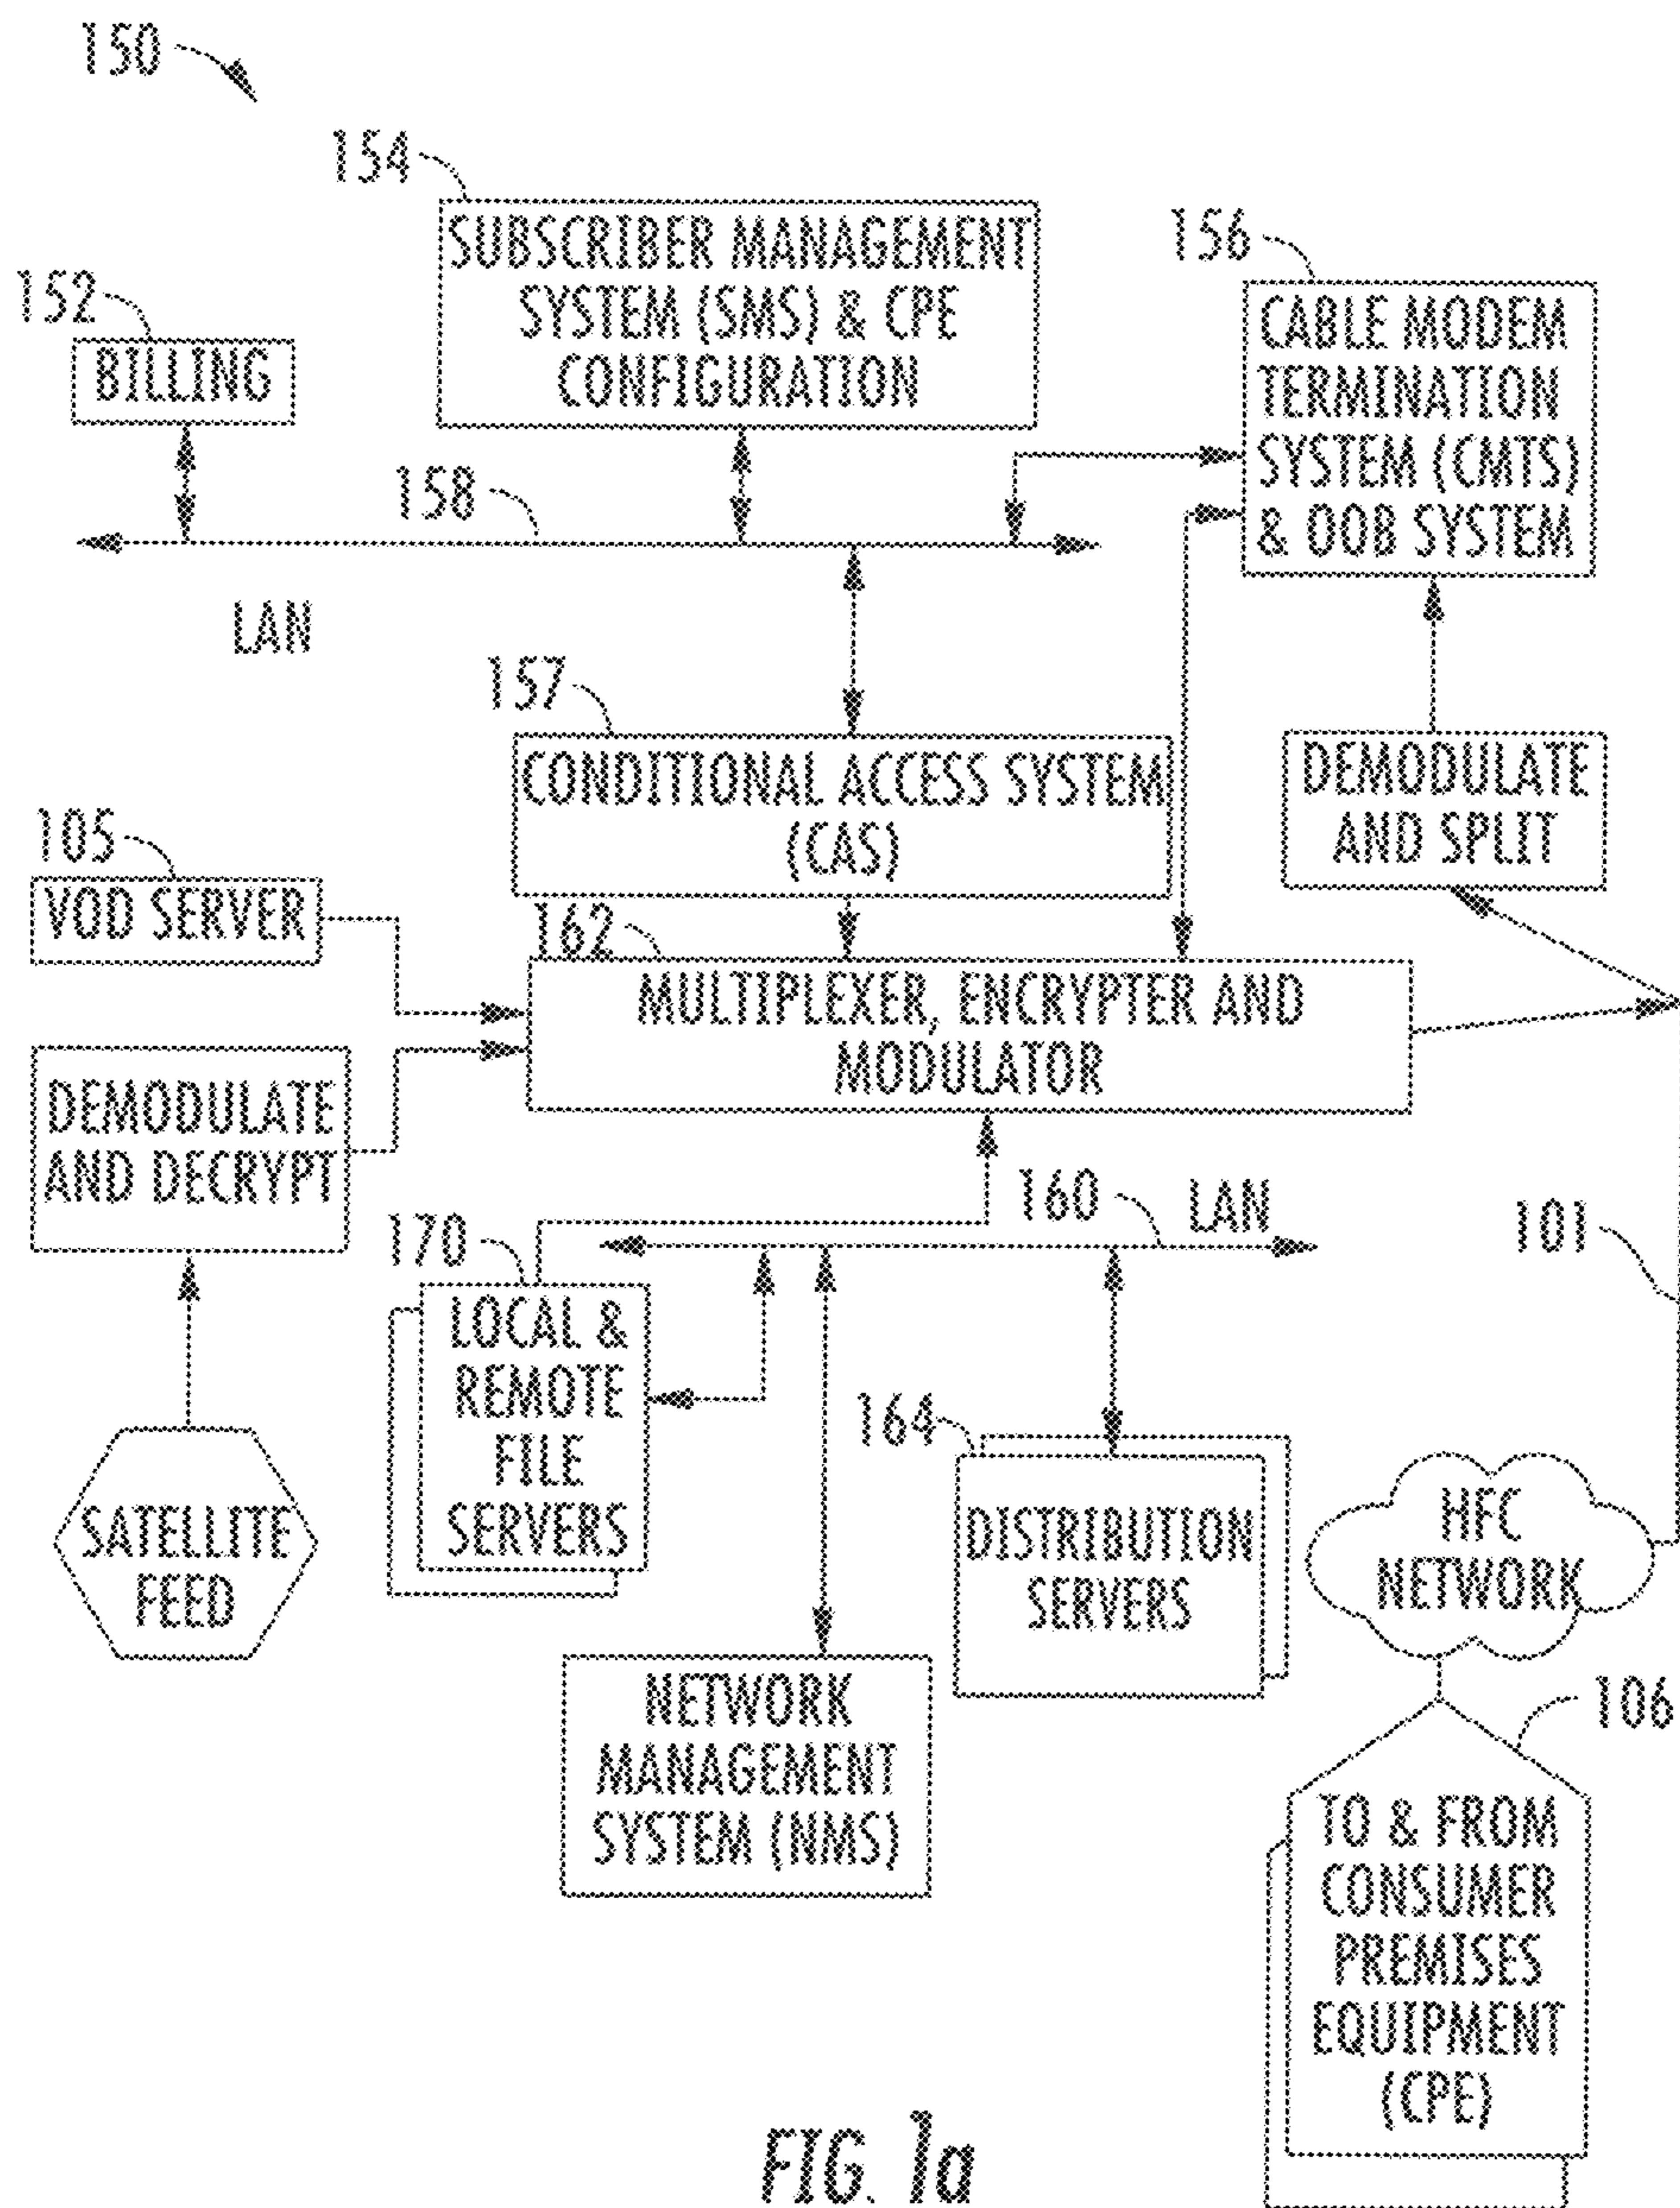 150
154
SUBSCRIBER MANAGEMENT
SYSTEM (SMS) & CPE
CONFIGURATION
156
CABLE MODEM
TERMINATION
SYSTEM (CMTS)
& OOB SYSTEM
152
BILLING
158
LAN
157
CONDITIONAL ACCESS SYSTEM
(CAS)
DEMODULATE
AND SPLIT
105
VOD SERVER
162
MULTIPLEXER, ENCRYPTER AND
MODULATOR
DEMODULATE
AND DECRYPT
160
LAN
101
170
LOCAL &
REMOTE
FILE
SERVERS
164
DISTRIBUTION
SERVERS
HFC
NETWORK
SATELLITE
FEED
NETWORK
MANAGEMENT
SYSTEM (NMS)
106
TO & FROM
CONSUMER
PREMISES
EQUIPMENT
(CPE)
FIG. 1a